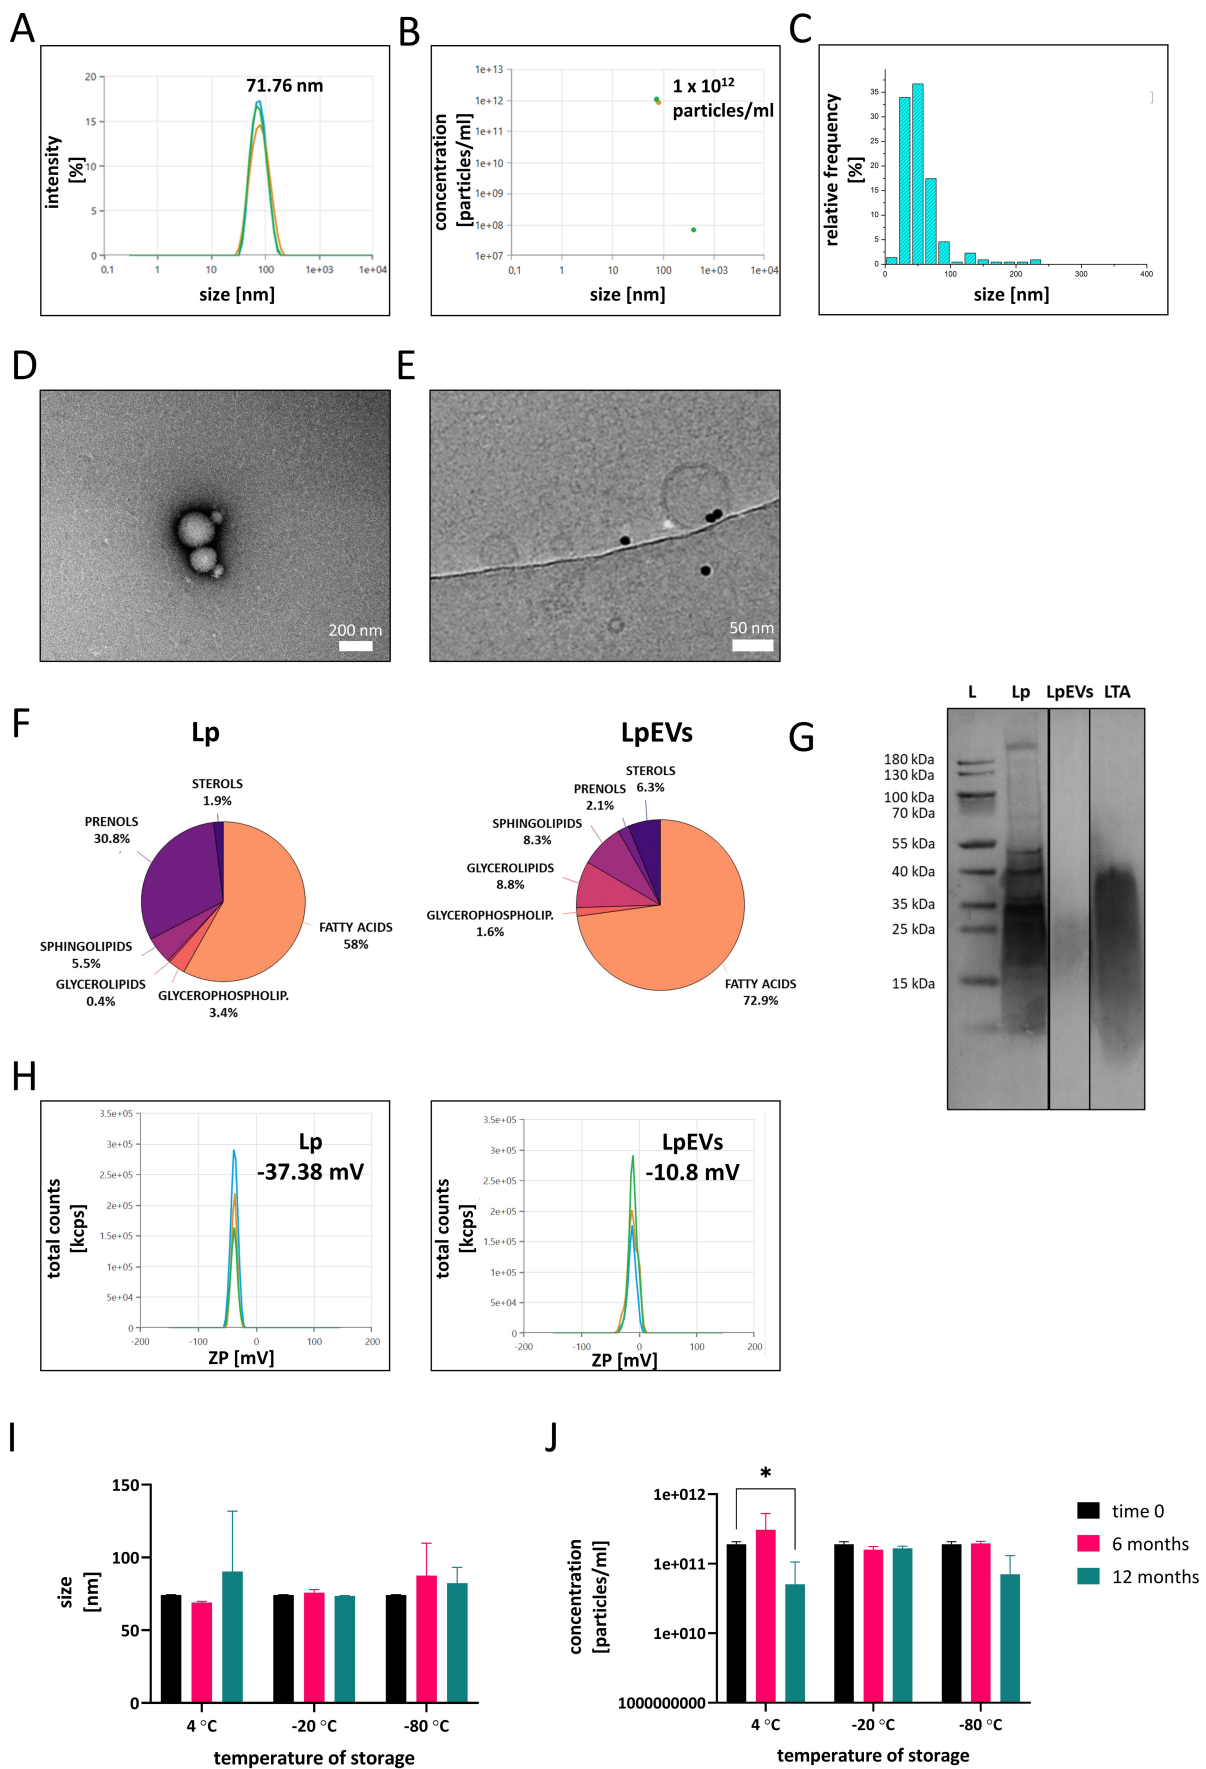 A
71.76 nm
20
15
10
5
0
0,1
1
10
100
1e+03
1e+04
intensity
[%]
size [nm]
B
1 x 10¹²
particles/ml
1e+13
1e+12
1e+11
1e+10
1e+09
1e+08
1e+07
0,1
1
10
100
1e+03
1e+04
concentration
[particles/ml]
size [nm]
C
35
30
25
20
15
10
5
0
0
100
200
300
400
relative frequency
[%]
size [nm]
D
200 nm
E
50 nm
F
Lp
STEROLS
1.9%
PRENOLS
30.8%
SPHINGOLIPIDS
5.5%
GLYCEROLIPIDS
0.4%
GLYCEROPHOSPHOLIP.
3.4%
FATTY ACIDS
58%
LpEVs
STEROLS
6.3%
PRENOLS
2.1%
SPHINGOLIPIDS
8.3%
GLYCEROLIPIDS
8.8%
GLYCEROPHOSPHOLIP.
1.6%
FATTY ACIDS
72.9%
G
L Lp LpEVs LTA
180 kDa
130 kDa
100 kDa
70 kDa
55 kDa
40 kDa
35 kDa
25 kDa
15 kDa
H
Lp
-37.38 mV
3.5e+05
3e+05
2.5e+05
2e+05
1.5e+05
1e+05
5e+04
0
-200
-100
0
100
200
total counts
[kcps]
ZP [mV]
LpEVs
-10.8 mV
3.5e+05
3e+05
2.5e+05
2e+05
1.5e+05
1e+05
5e+04
0
-200
-100
0
100
200
total counts
[kcps]
ZP [mV]
I
150
100
50
0
size
[nm]
4 °C
-20 °C
-80 °C
temperature of storage
J
*
1e+012
1e+011
1e+010
1000000000
concentration
[particles/ml]
4 °C
-20 °C
-80 °C
temperature of storage
time 0
6 months
12 months